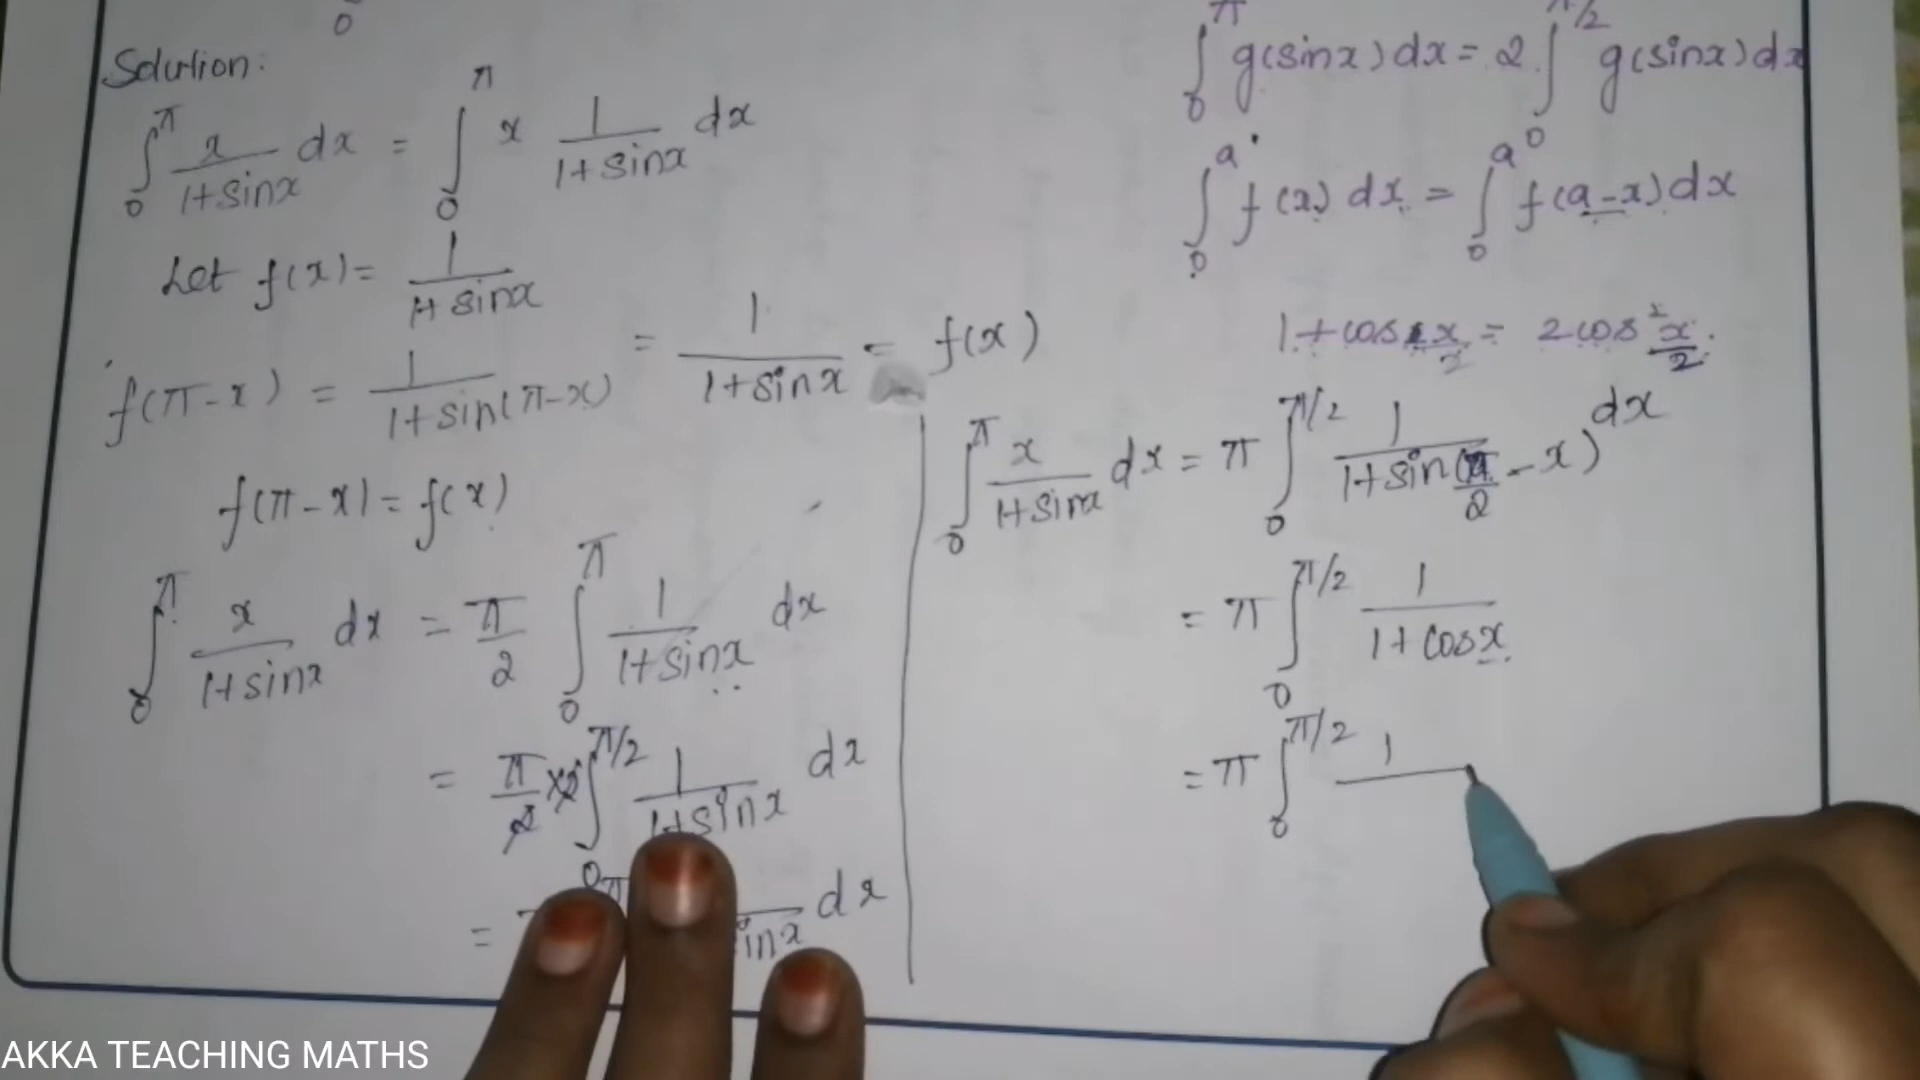 Solution:
∫₀^π x/(1+sinx) dx = ∫₀^π x 1/(1+sinx) dx
Let f(x) = 1/(1+sinx)
f(π-x) = 1/(1+sin(π-x)) = 1/(1+sinx) = f(x)
f(π-x) = f(x)
∫₀^π x/(1+sinx) dx = π/2 ∫₀^π 1/(1+sinx) dx
= π/2 ×2 ∫₀^π/2 1/(1+sinx) dx
= dx
∫₀^π g(sinx) dx = 2 ∫₀^π/2 g(sinx) dx
∫₀^a f(x) dx = ∫₀^a f(a-x) dx
1+cos x = 2cos² x/2
∫₀^π x/(1+sinx) dx = π ∫₀^π/2 1/(1+sin(π/2 - x)) dx
= π ∫₀^π/2 1/(1+cosx)
= π ∫₀^π/2 1
AKKA TEACHING MATHS